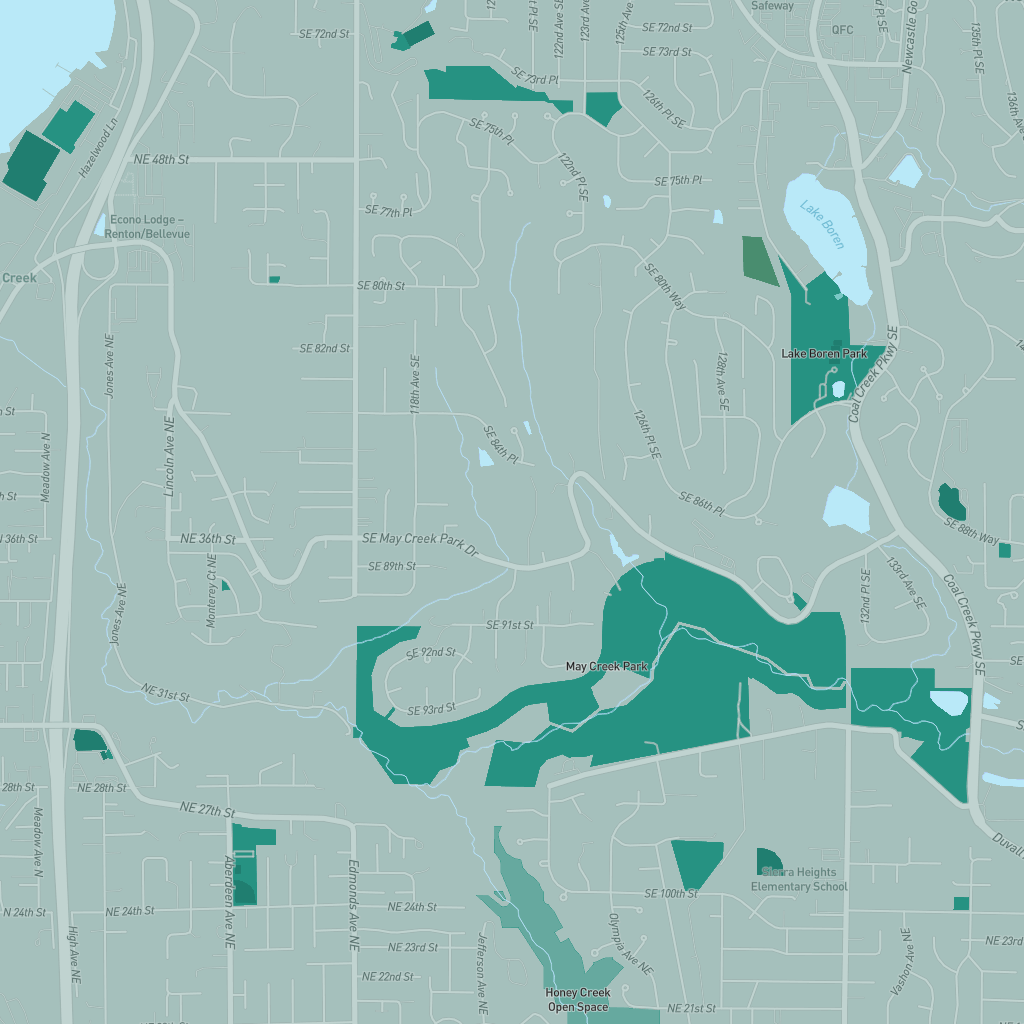 Safeway
QFC
SE 72nd St
SE 72nd St
122nd Ave SE
123rd Ave
125th Ave
Pl SE
Newcastle Go
135th Pl SE
136th Ave
SE 73rd St
SE 73rd Pl
126th Pl SE
SE 75th Pl
Hazelwood Ln
NE 48th St
122nd Pl SE
SE 75th Pl
SE 77th Pl
Econo Lodge –
Renton/Bellevue
Lake Boren
Creek
SE 80th St
SE 80th Way
Jones Ave NE
SE 82nd St
118th Ave SE
128th Ave SE
Lake Boren Park
Coal Creek Pkwy SE
Meadow Ave N
Lincoln Ave NE
SE 84th Pl
126th Pl SE
SE 86th Pl
SE 88th Way
N 36th St
NE 36th St
SE May Creek Park Dr
SE 89th St
Monterey Ct NE
Jones Ave NE
132nd Pl SE
133rd Ave SE
Coal Creek Pkwy SE
SE 91st St
SE 92nd St
May Creek Park
NE 31st St
SE 93rd St
28th St
NE 28th St
NE 27th St
Meadow Ave N
Duvall
Aberdeen Ave NE
Edmonds Ave NE
Sierra Heights
Elementary School
SE 100th St
N 24th St
NE 24th St
NE 24th St
High Ave NE
NE 23rd St
Jefferson Ave NE
Olympia Ave NE
Vashon Ave NE
NE 23rd
NE 22nd St
Honey Creek
Open Space
NE 21st St